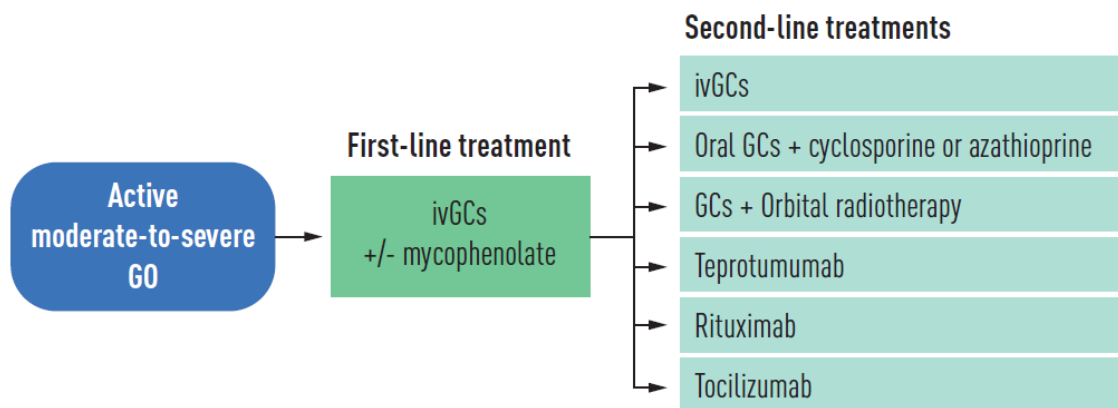 Second-line treatments
ivGCs
First-line treatment
Oral GCs + cyclosporine or azathioprine
Active
moderate-to-severe
GO
ivGCs
+/- mycophenolate
GCs + Orbital radiotherapy
Teprotumumab
Rituximab
Tocilizumab